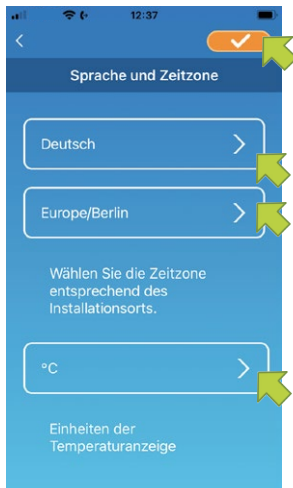 12:37
Sprache und Zeitzone
Deutsch
Europe/Berlin
Wählen Sie die Zeitzone
entsprechend des
Installationsorts.
°C
Einheiten der
Temperaturanzeige